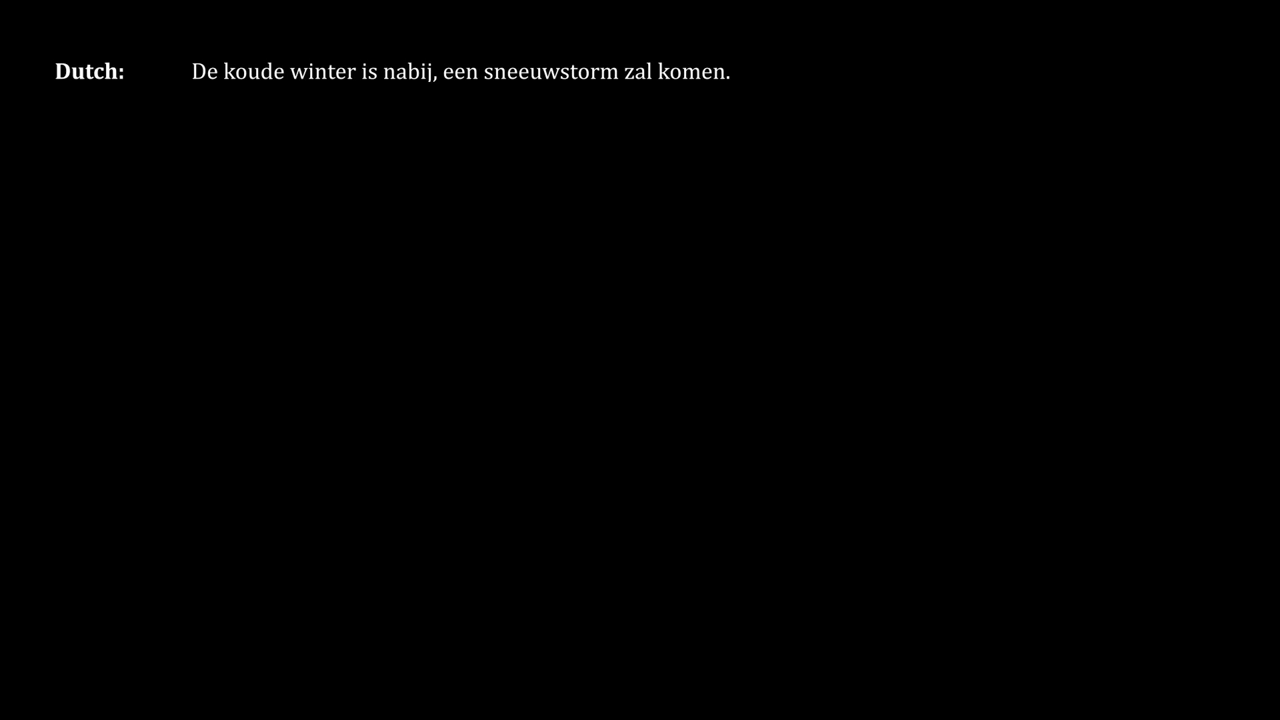 Dutch: De koude winter is nabij, een sneeuwstorm zal komen.